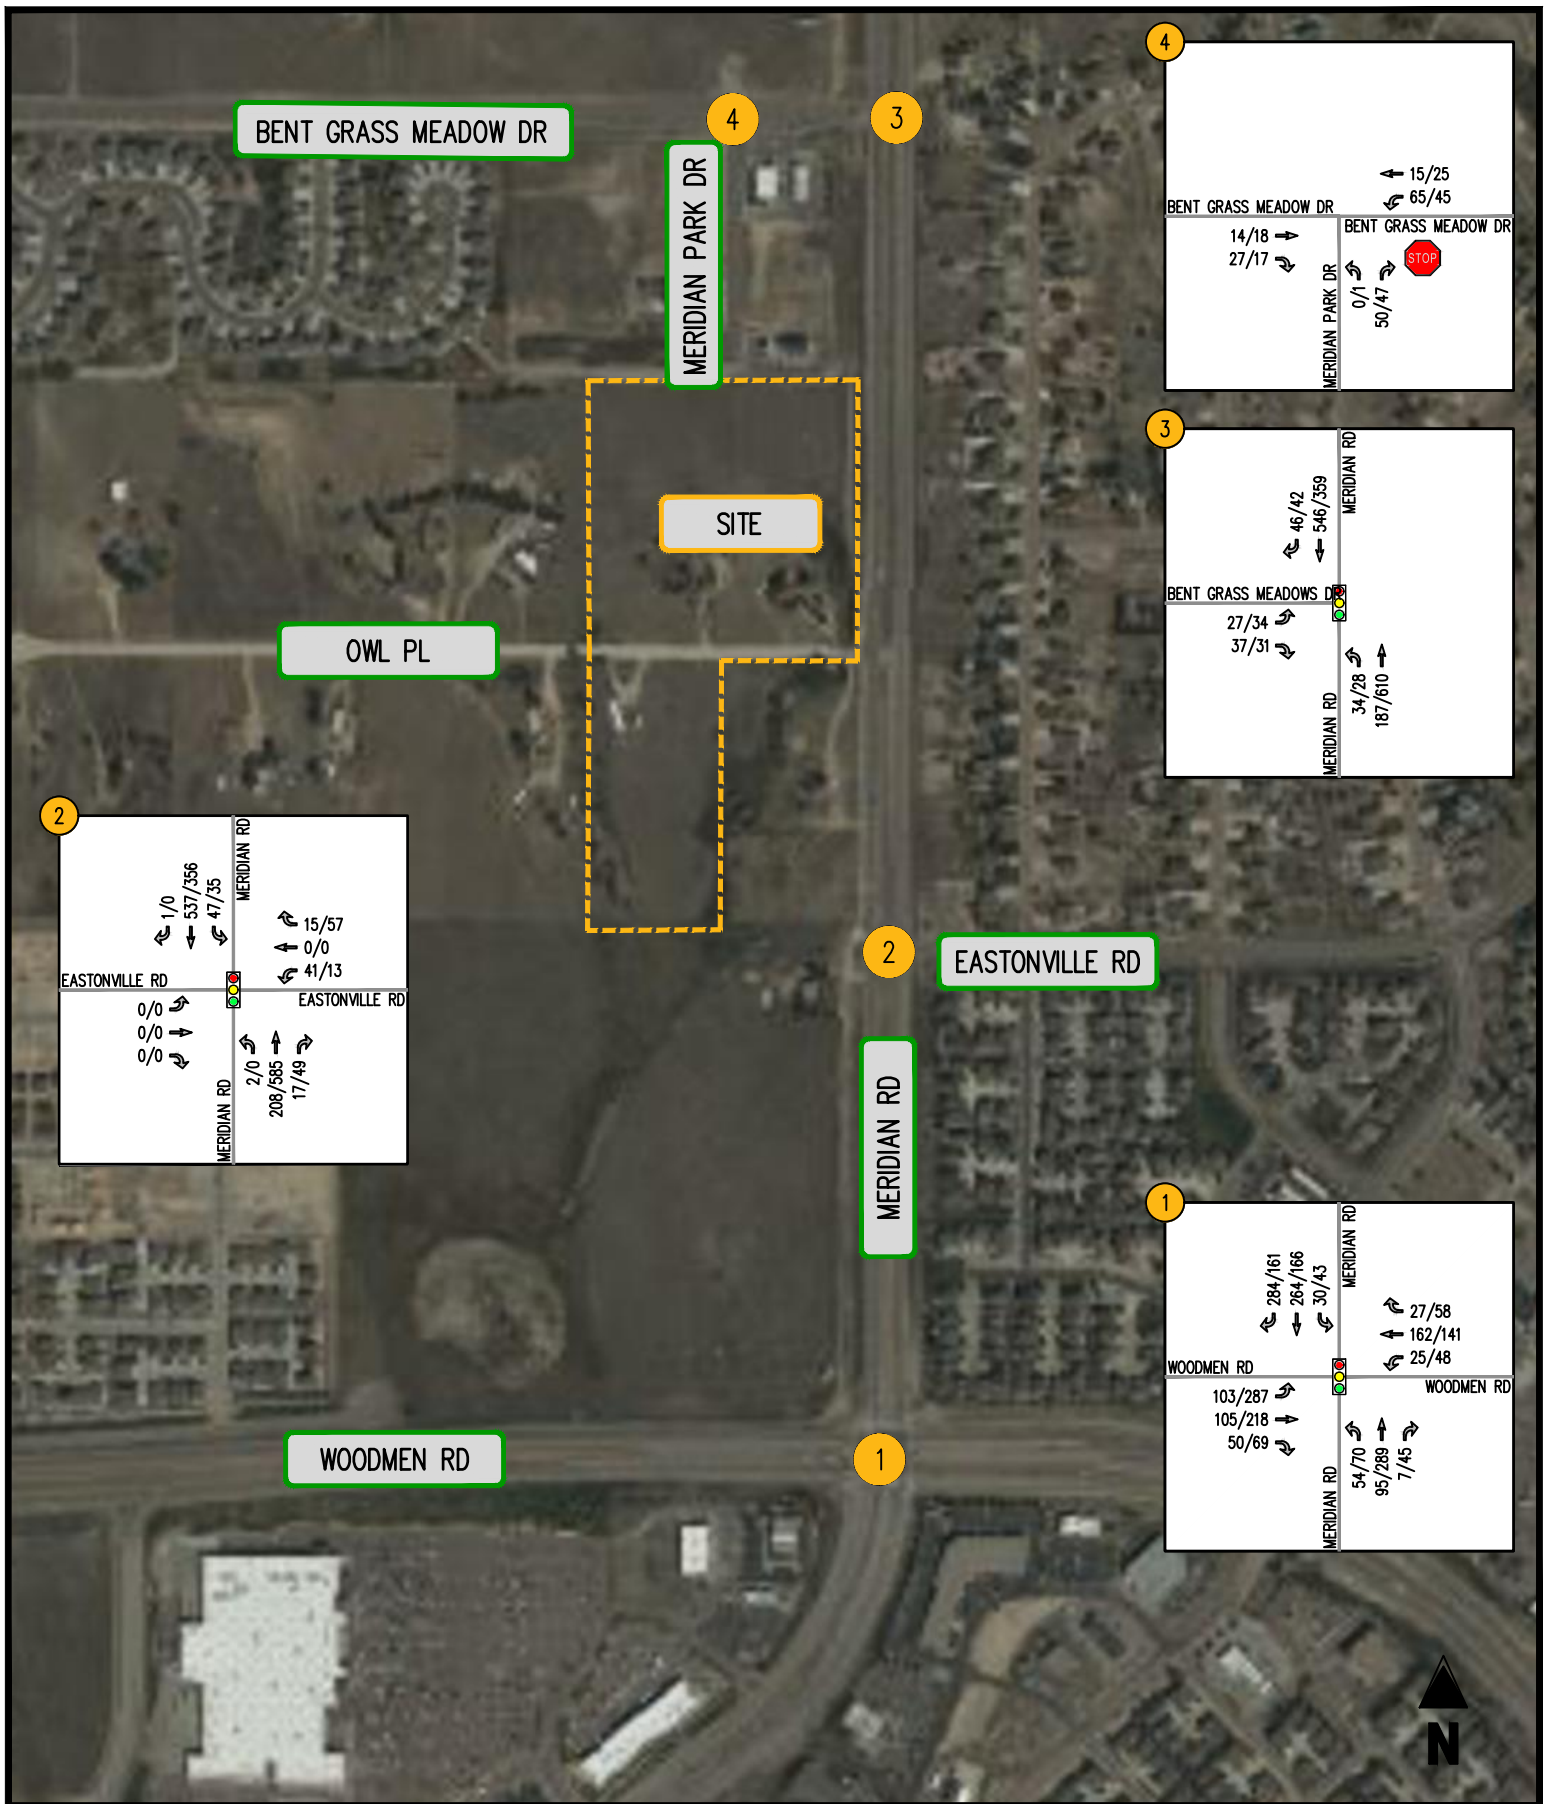 4
BENT GRASS MEADOW DR
4
3
MERIDIAN PARK DR
15/25
65/45
BENT GRASS MEADOW DR
BENT GRASS MEADOW DR
14/18
27/17
STOP
0/1
50/47
MERIDIAN PARK DR
3
MERIDIAN RD
46/42
546/359
BENT GRASS MEADOWS DR
27/34
37/31
34/28
187/610
MERIDIAN RD
SITE
OWL PL
2
MERIDIAN RD
1/0
537/356
47/35
15/57
0/0
41/13
EASTONVILLE RD
EASTONVILLE RD
0/0
0/0
0/0
2/0
208/585
17/49
MERIDIAN RD
2
EASTONVILLE RD
MERIDIAN RD
1
MERIDIAN RD
284/161
264/166
30/43
27/58
162/141
25/48
WOODMEN RD
WOODMEN RD
103/287
105/218
50/69
54/70
95/289
7/45
MERIDIAN RD
WOODMEN RD
1
N